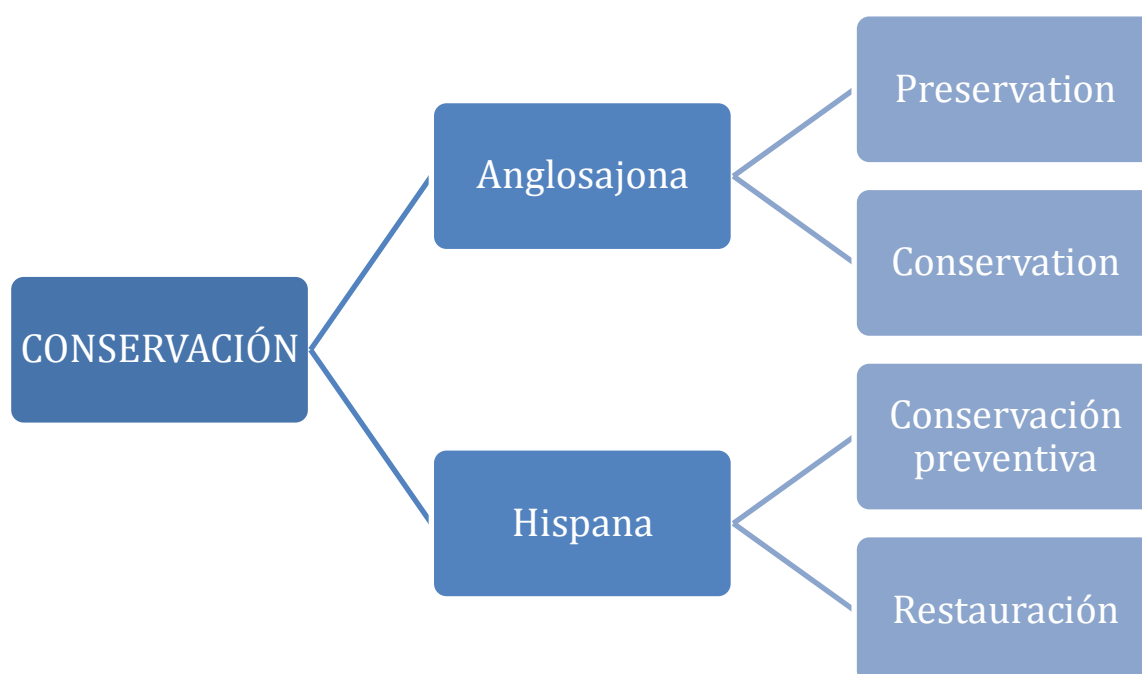 CONSERVACIÓN
Anglosajona
Preservation
Conservation
Hispana
Conservación
preventiva
Restauración